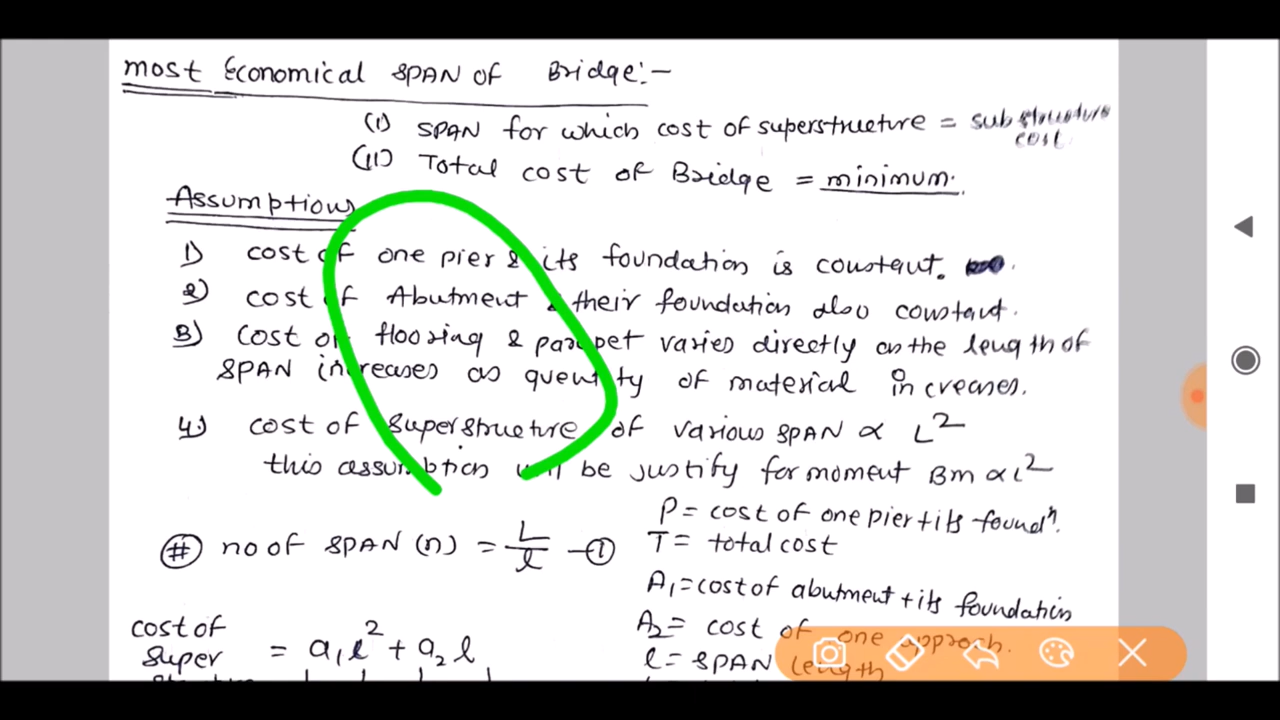 most Economical SPAN OF Bridge:-
(i) SPAN for which cost of superstructure = substructure cost
(ii) Total cost of Bridge = minimum.
Assumptions
1) cost of one pier & its foundation is constant.
2) cost of Abutment & their foundation also constant.
3) cost of flooring & parapet varies directly as the length of
SPAN increases as quentity of material increases.
4) cost of superstructure of various SPAN ∝ L²
this assumption will be justify for moment Bm ∝ l²
# no of SPAN (n) = L/l -①
P = cost of one pier + its foundⁿ.
T = total cost
A₁ = cost of abutment + its foundation
A₂ = cost of one approch.
l = SPAN length
cost of
super = a₁l² + a₂l